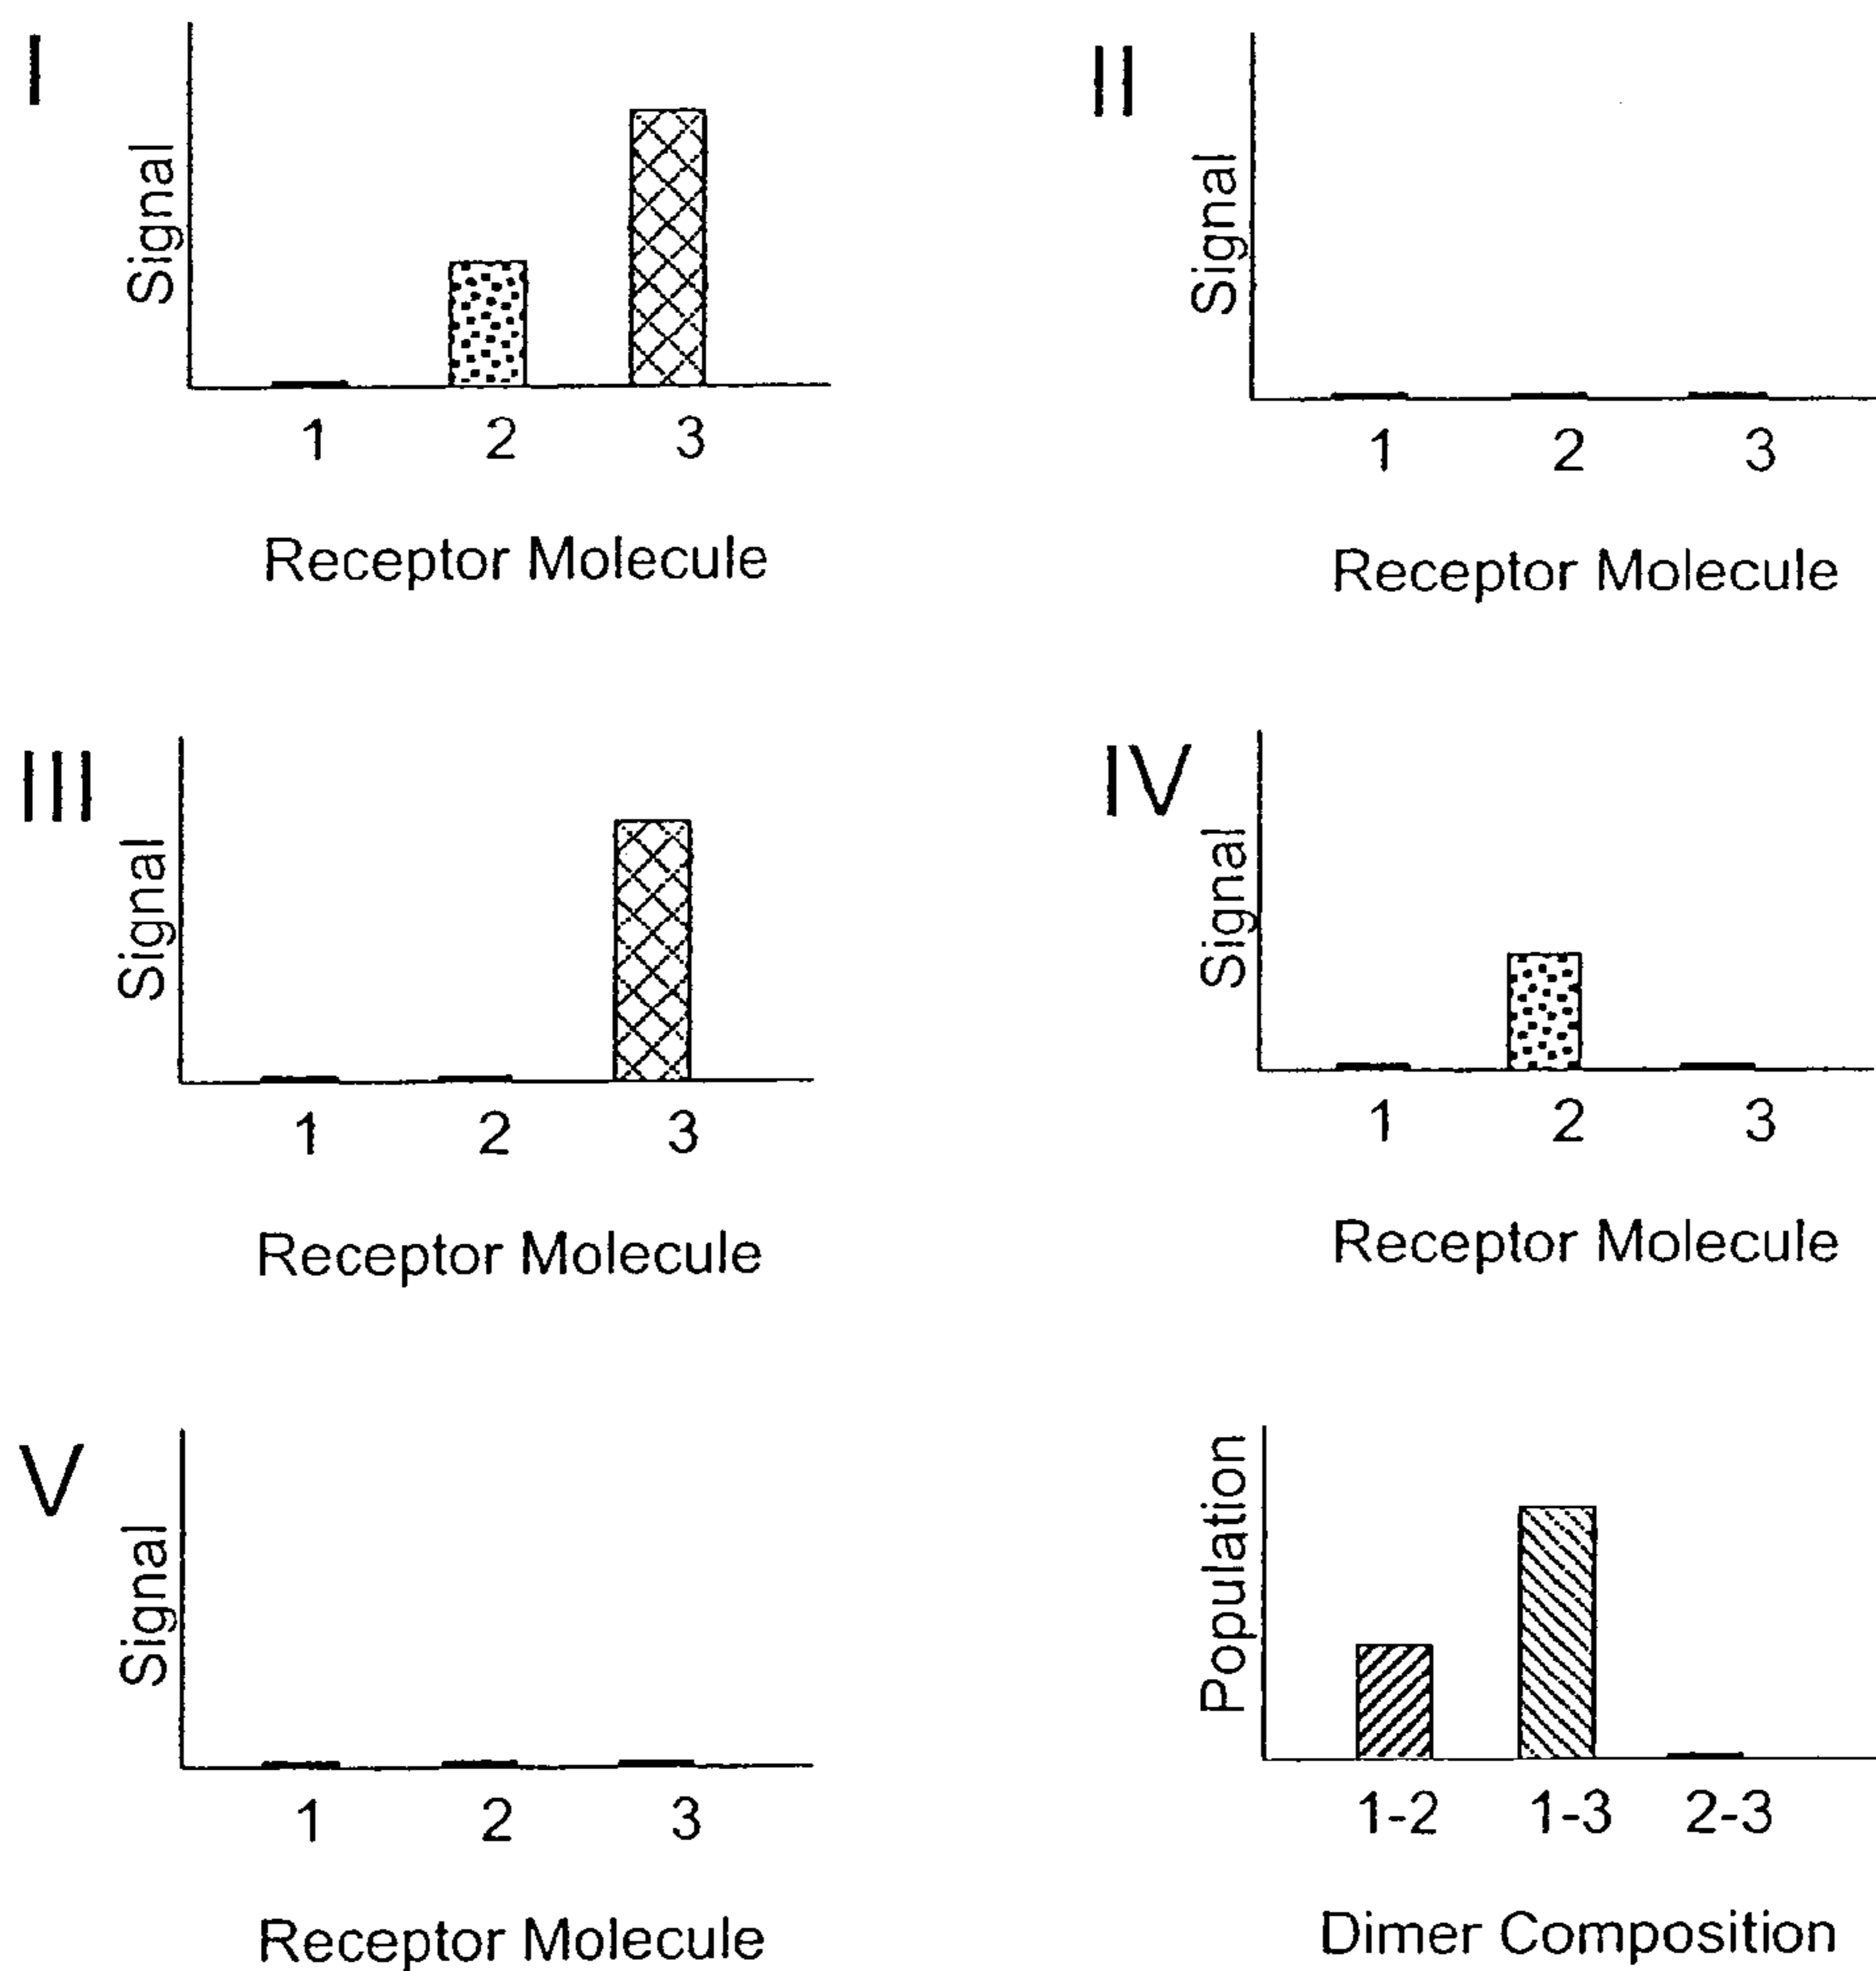 I
Signal
1 2 3
Receptor Molecule
II
Signal
1 2 3
Receptor Molecule
III
Signal
1 2 3
Receptor Molecule
IV
Signal
1 2 3
Receptor Molecule
V
Signal
1 2 3
Receptor Molecule
Population
1-2 1-3 2-3
Dimer Composition